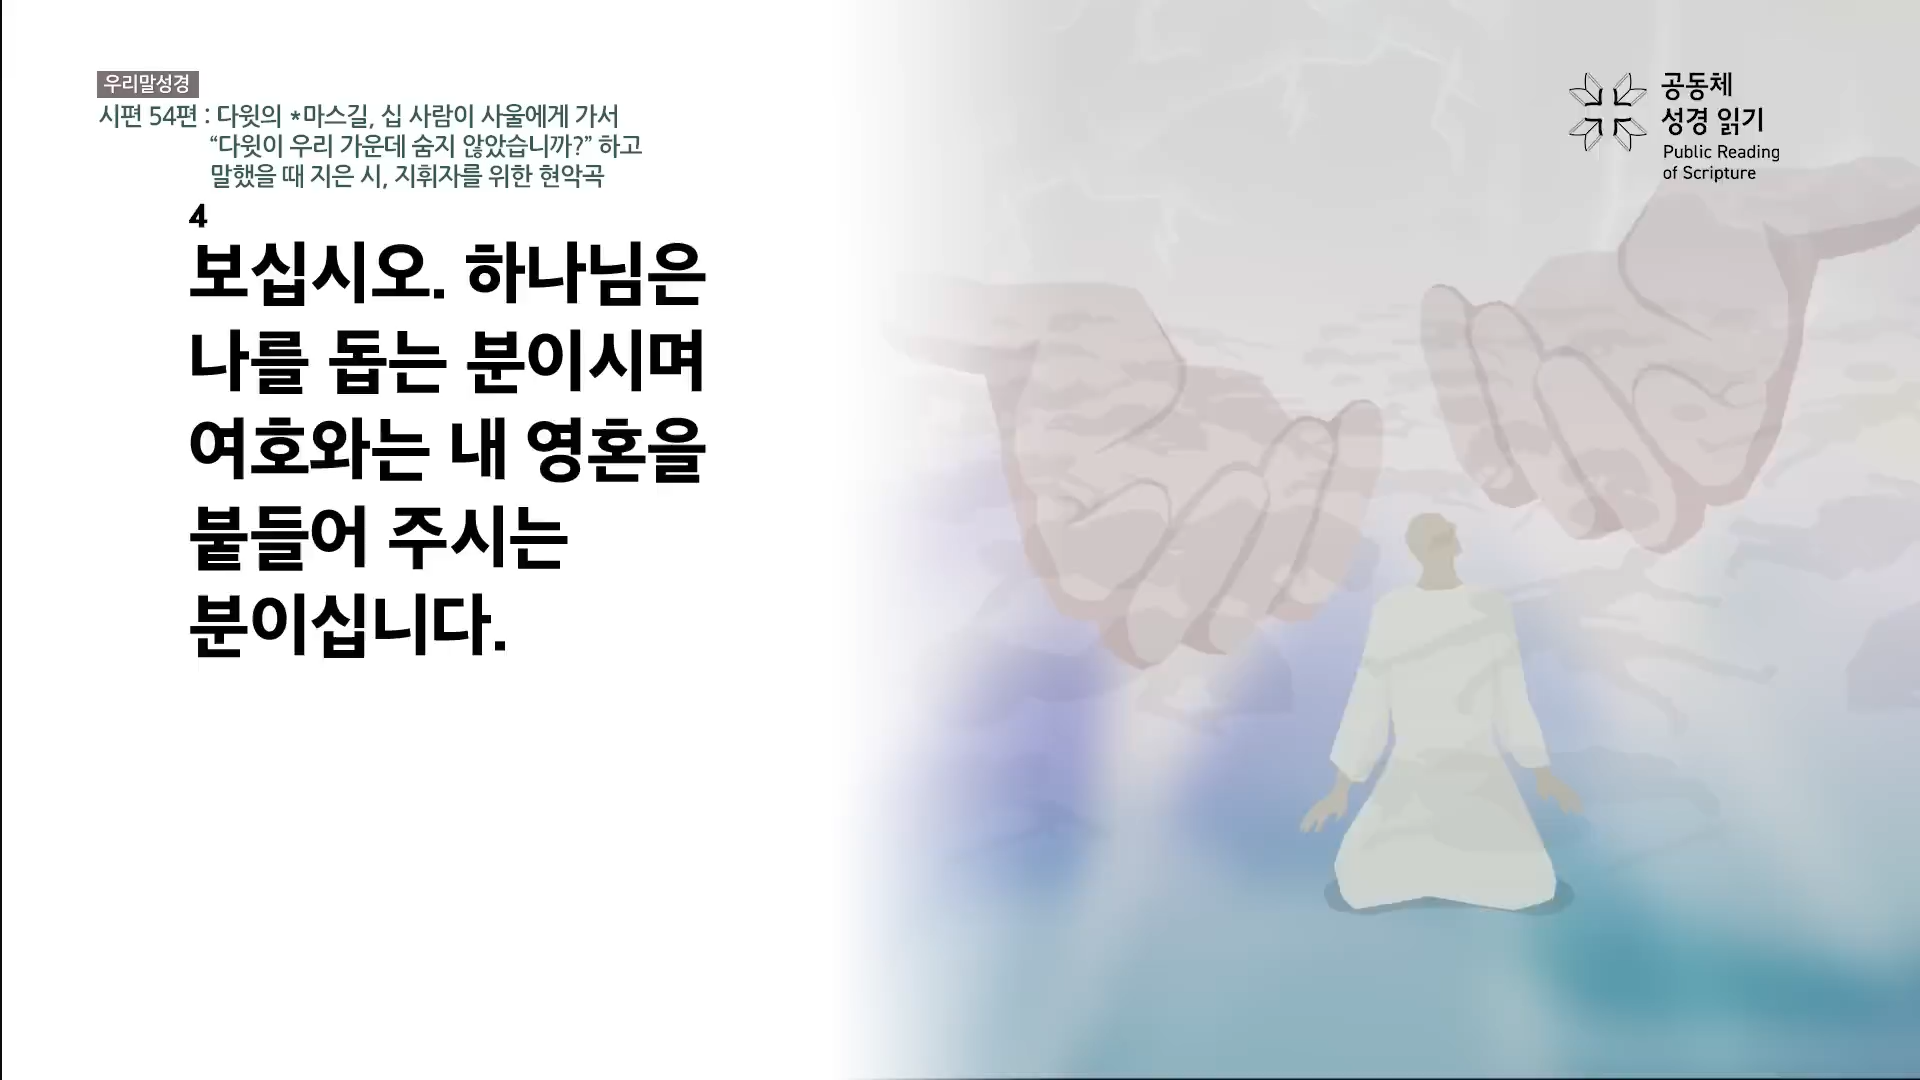 우리말성경
시편 54편 : 다윗의 *마스길, 십 사람이 사울에게 가서
“다윗이 우리 가운데 숨지 않았습니까?” 하고
말했을 때 지은 시, 지휘자를 위한 현악곡
4
보십시오. 하나님은
나를 돕는 분이시며
여호와는 내 영혼을
붙들어 주시는
분이십니다.
공동체
성경 읽기
Public Reading
of Scripture